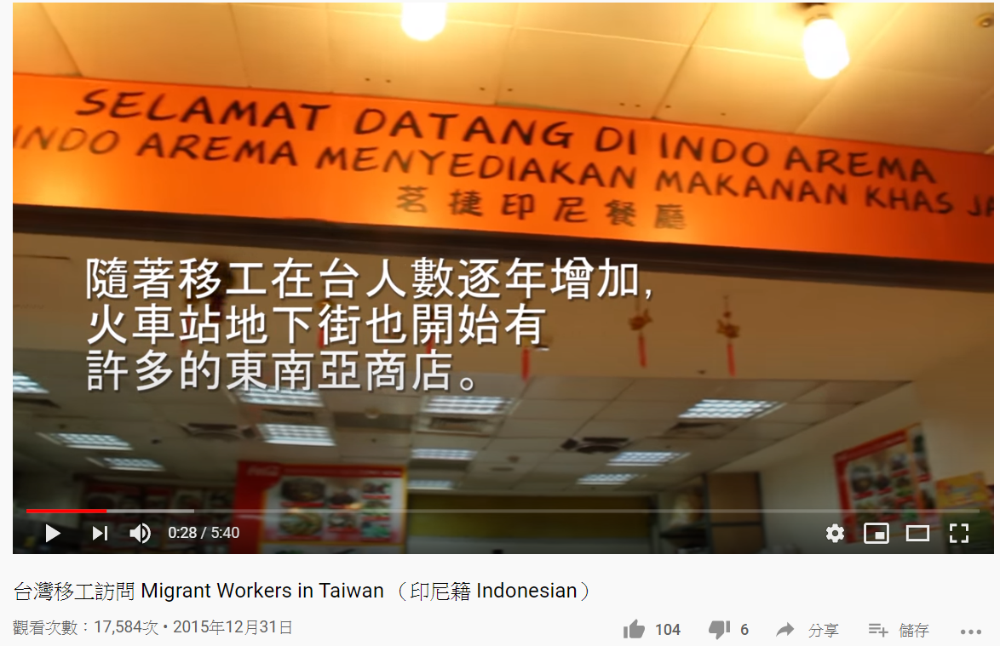 SELAMAT DATANG DI INDO AREMA
INDO AREMA MENYEDIAKAN MAKANAN KHAS JA
茗捷印尼餐廳
隨著移工在台人數逐年增加,
火車站地下街也開始有
許多的東南亞商店。
0:28 / 5:40
台灣移工訪問 Migrant Workers in Taiwan （印尼籍 Indonesian）
觀看次數：17,584次 • 2015年12月31日
104
6
分享
儲存